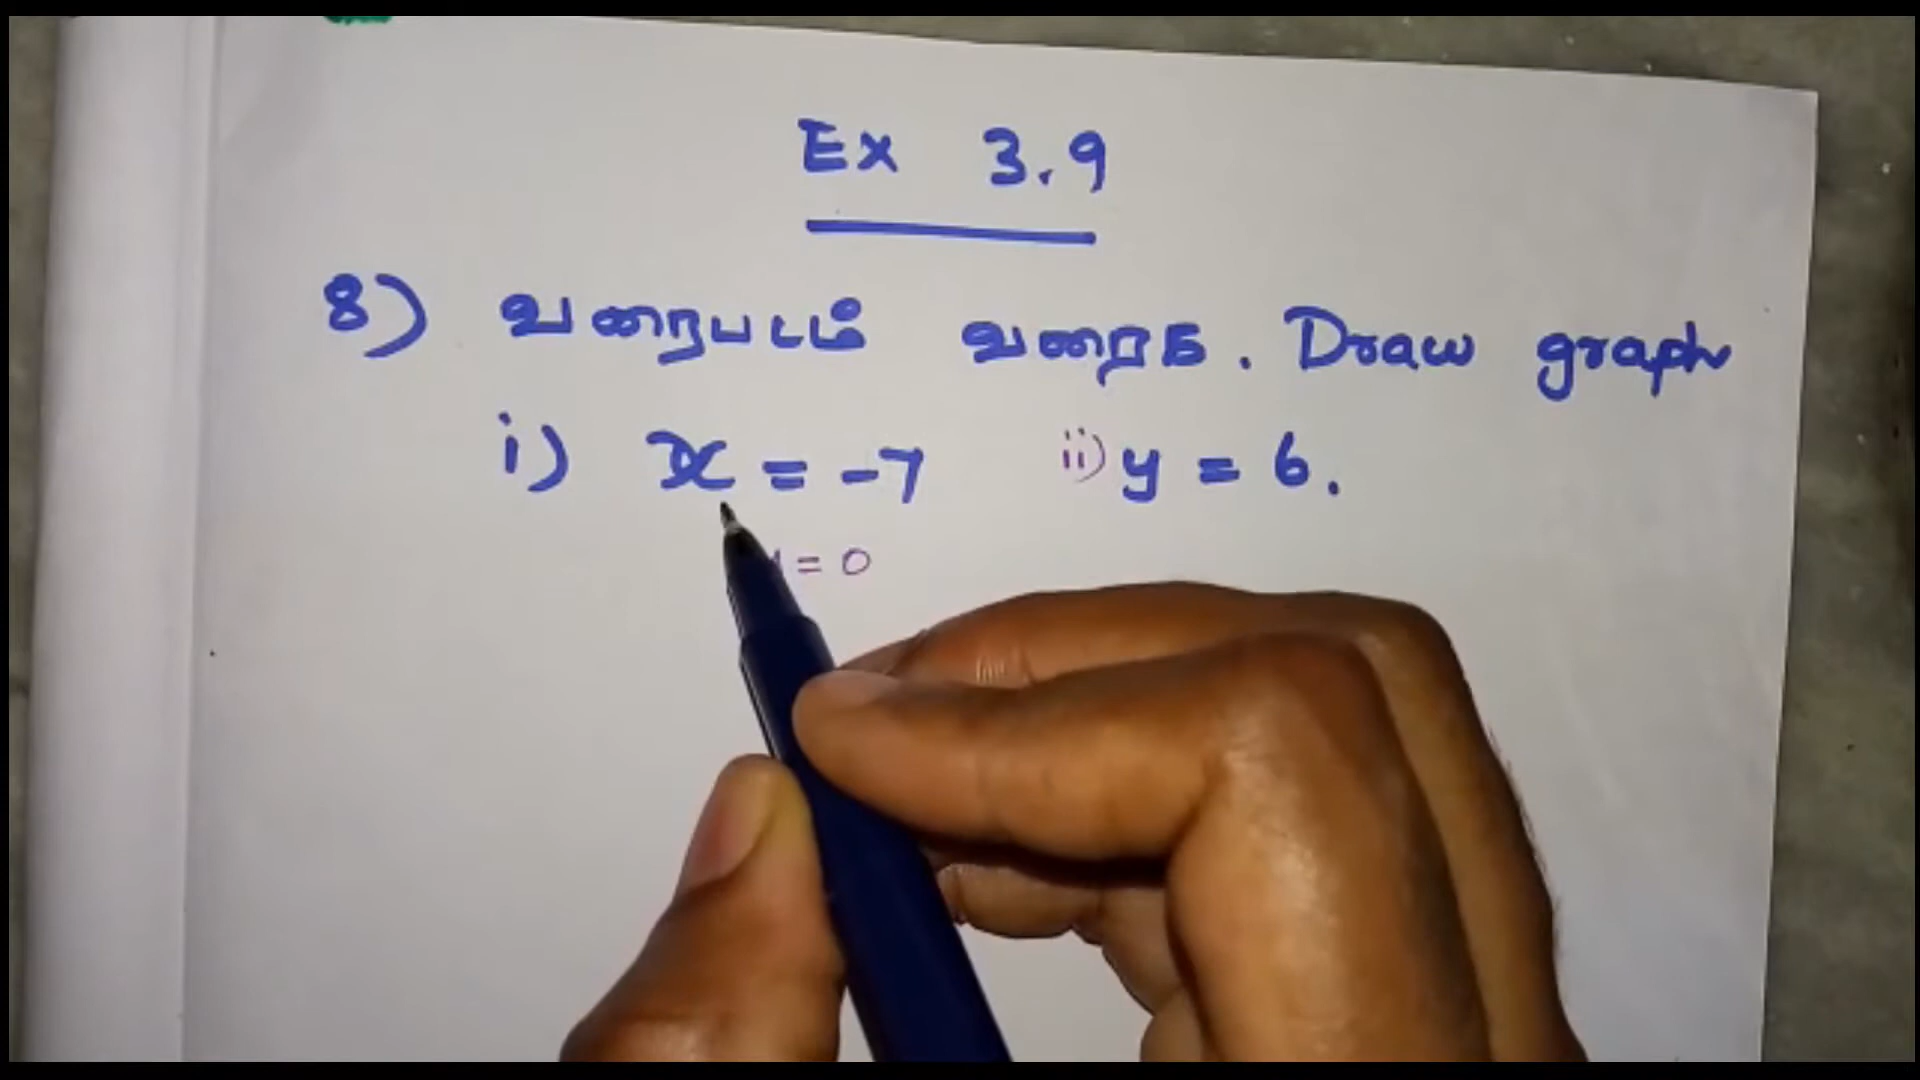 Ex 3.9
8) வரைபடம் வரைக. Draw graph
i) x = -7 ii) y = 6.
= 0